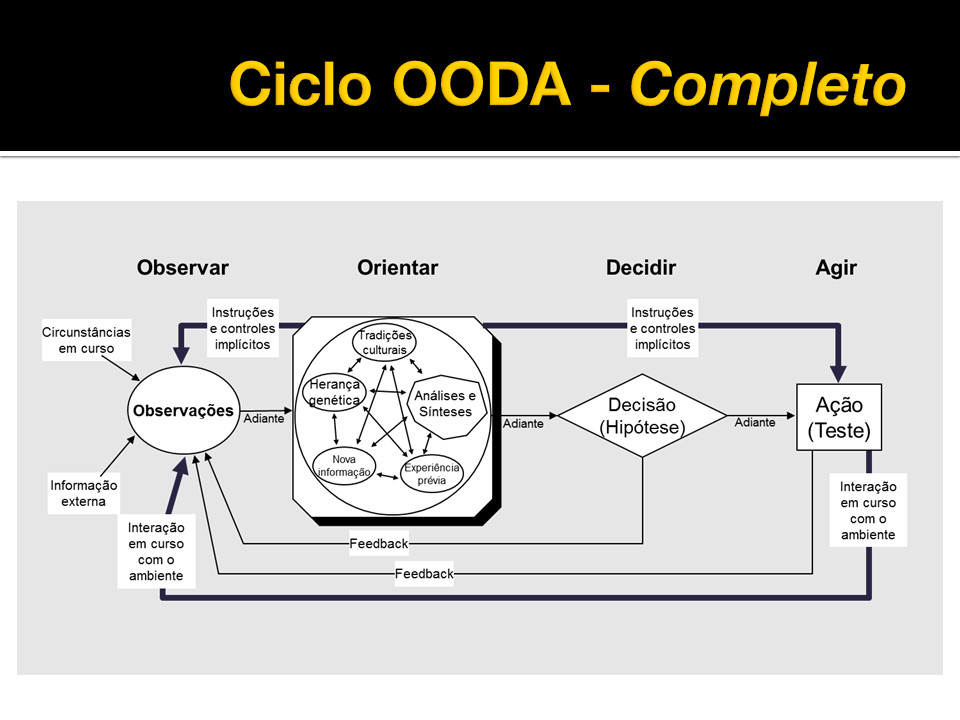 Ciclo OODA - Completo
Observar
Orientar
Decidir
Agir
Circunstâncias
em curso
Instruções
e controles
implícitos
Tradições
culturais
Instruções
e controles
implícitos
Observações
Adiante
Herança
genética
Análises e
Sínteses
Nova
informação
Experiência
prévia
Adiante
Decisão
(Hipótese)
Adiante
Ação
(Teste)
Informação
externa
Interação
em curso
com o
ambiente
Interação
em curso
com o
ambiente
Feedback
Feedback